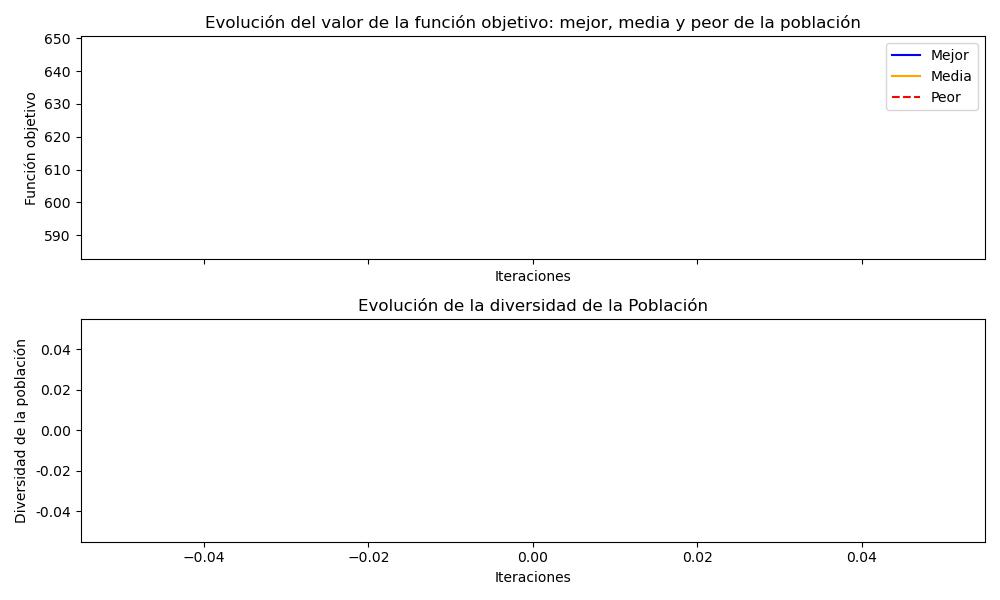 Evolución del valor de la función objetivo: mejor, media y peor de la población
Función objetivo
650
640
630
620
610
600
590
Mejor
Media
Peor
Iteraciones
Evolución de la diversidad de la Población
Diversidad de la población
0.04
0.02
0.00
-0.02
-0.04
−0.04
−0.02
0.00
0.02
0.04
Iteraciones